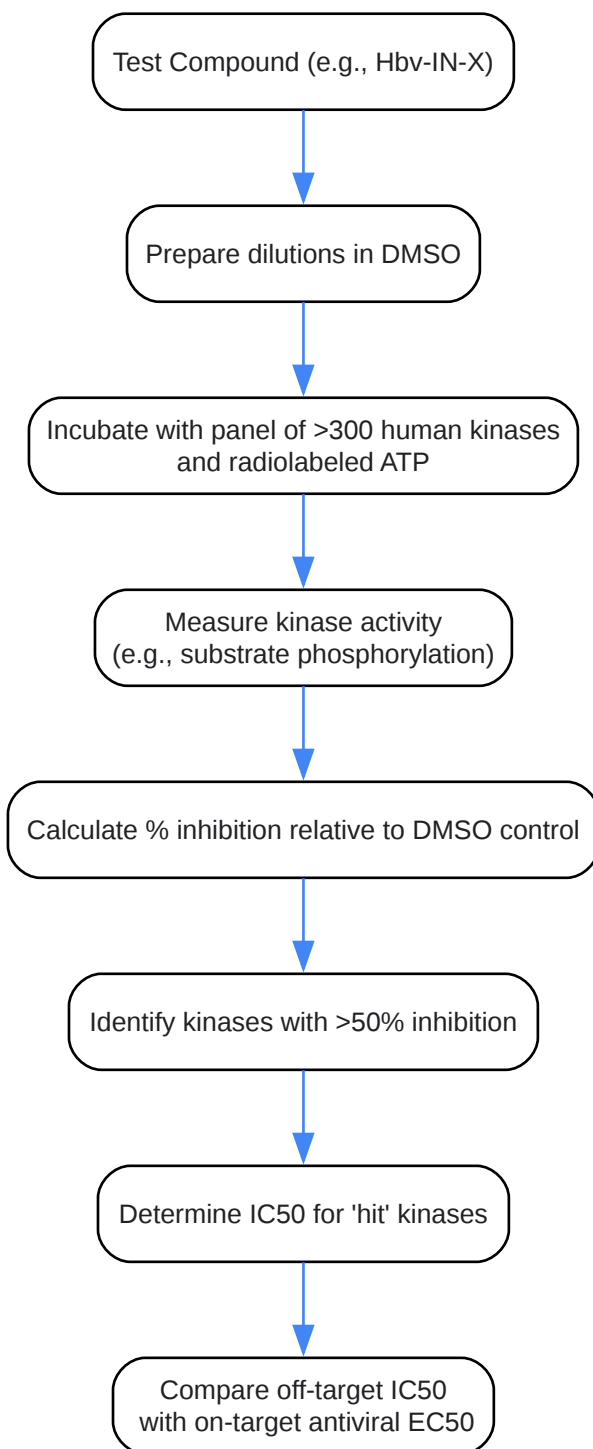 Test Compound (e.g., Hbv-IN-X)
Prepare dilutions in DMSO
Incubate with panel of >300 human kinases
and radiolabeled ATP
Measure kinase activity
(e.g., substrate phosphorylation)
Calculate % inhibition relative to DMSO control
Identify kinases with >50% inhibition
Determine IC50 for 'hit' kinases
Compare off-target IC50
with on-target antiviral EC50